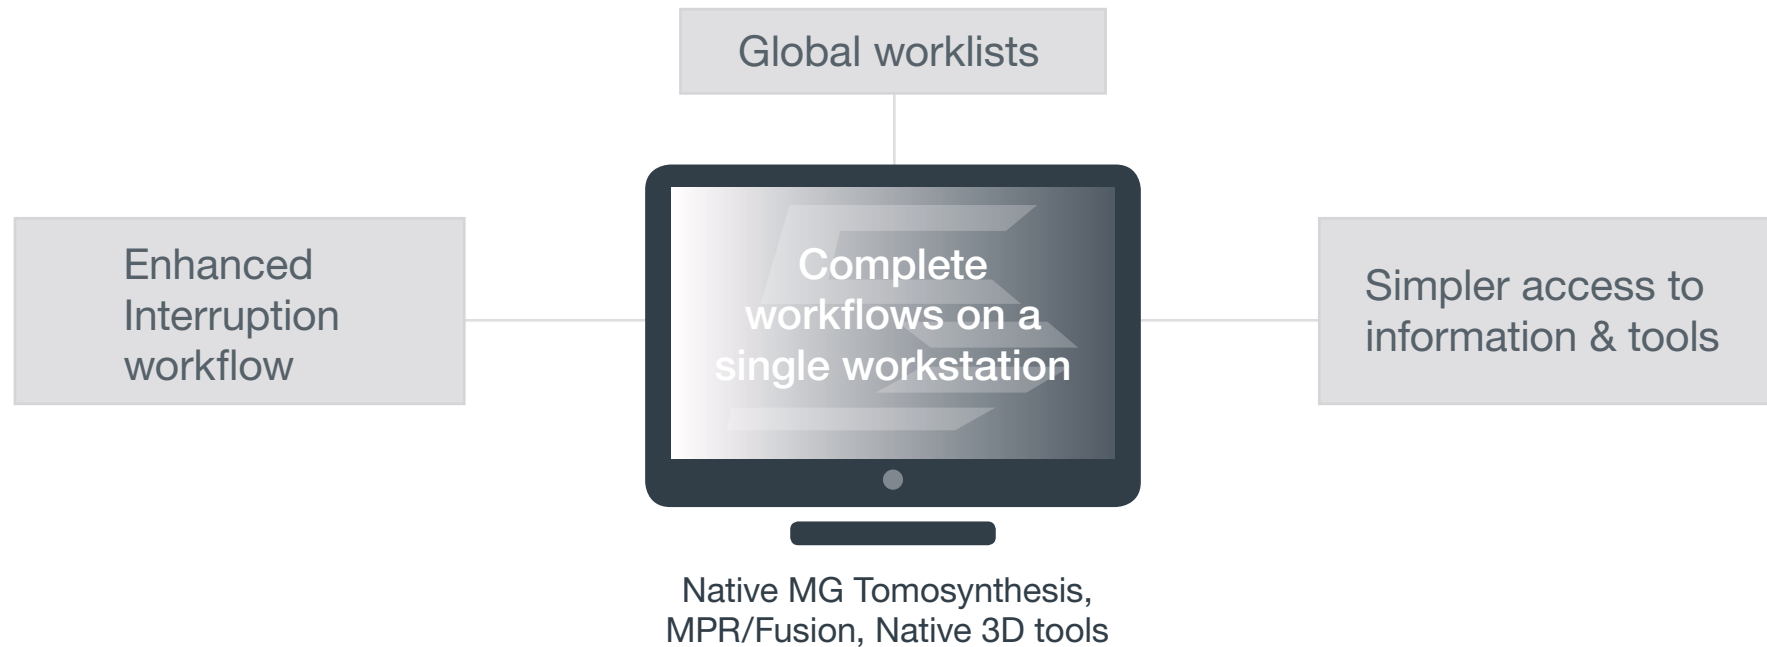 Global worklists
Enhanced
Interruption
workflow
Complete
workflows on a
single workstation
Simpler access to
information & tools
Native MG Tomosynthesis,
MPR/Fusion, Native 3D tools